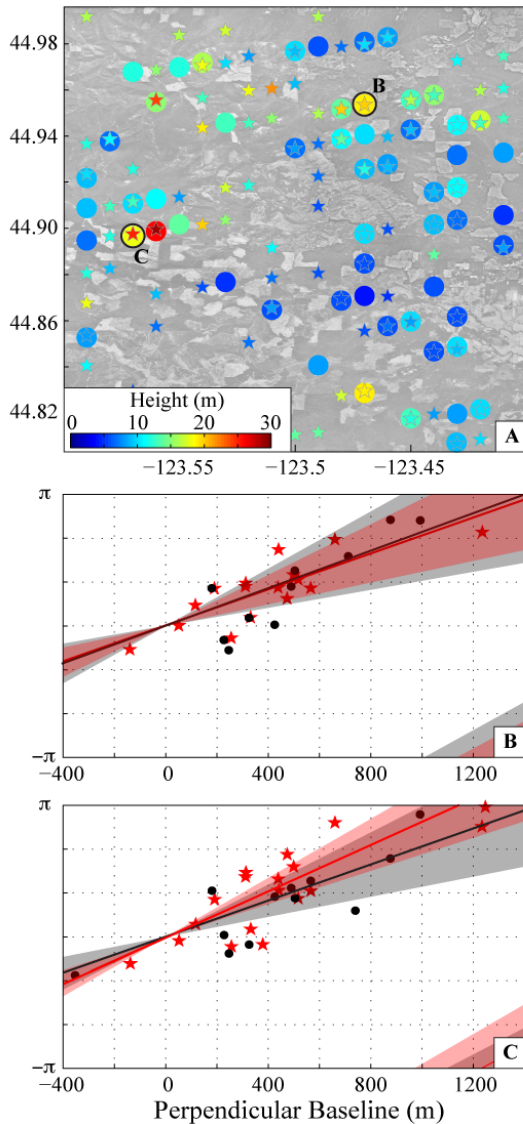 44.98
B
44.94
44.90
C
44.86
Height (m)
0 10 20 30
44.82
A
−123.55 −123.5 −123.45
π
B
−π
−400 0 400 800 1200
π
C
−π
−400 0 400 800 1200
Perpendicular Baseline (m)